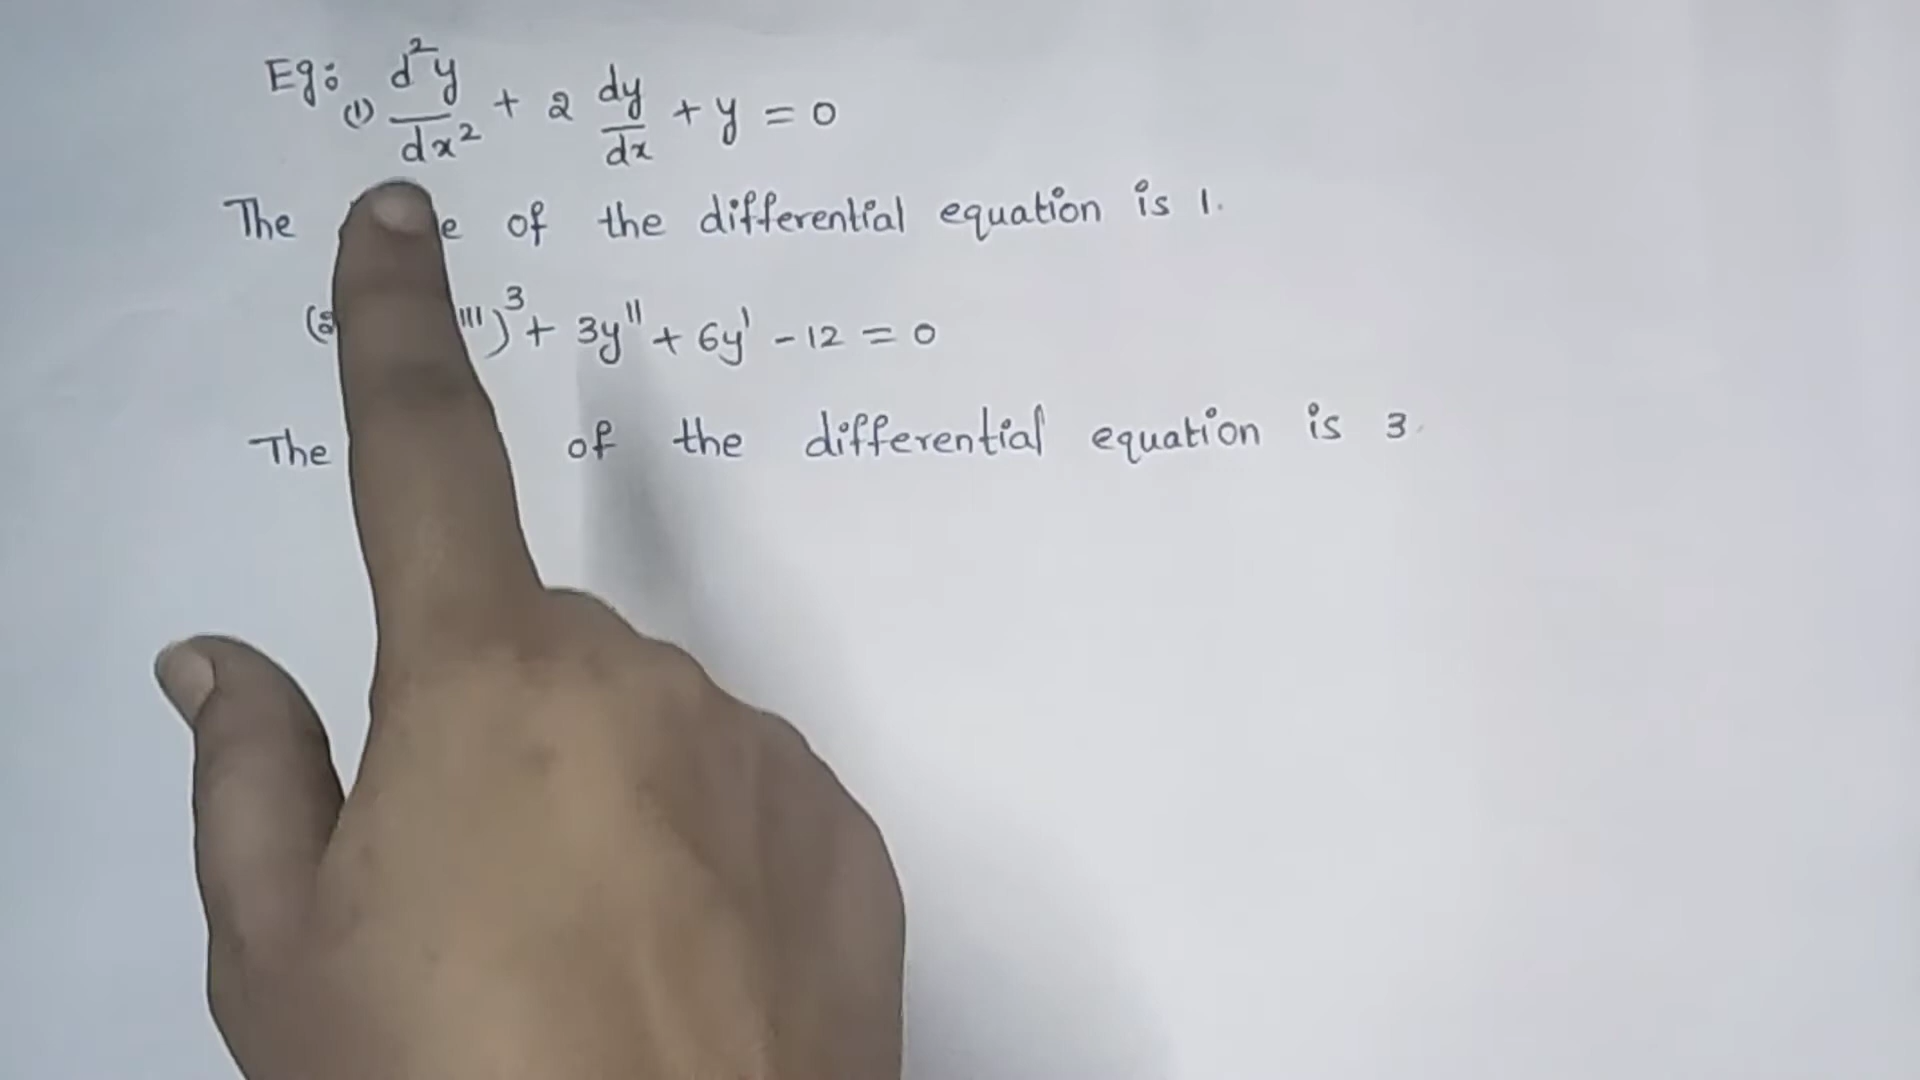 Eg: (1) d²y/dx² + 2 dy/dx + y = 0
The of the differential equation is 1.
(2 ''')³ + 3y'' + 6y' - 12 = 0
The of the differential equation is 3.